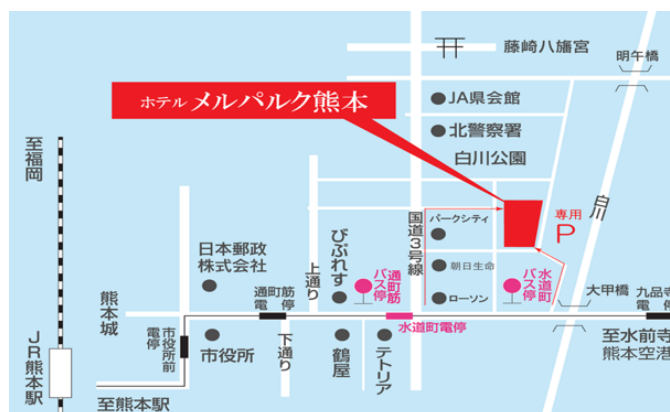 藤崎八旛宮
明午橋
ホテル メルパルク熊本
JA県会館
北警察署
白川公園
至福岡
白川
専用
P
国道3号線
パークシティ
びぷれす
上通り
日本郵政
株式会社
通町筋
バス停
朝日生命
水道町
バス停
ローソン
大甲橋
九品寺
電停
熊本城
通町筋
電停
市役所前
電停
市役所
下通り
鶴屋
テトリア
水道町電停
至水前寺
熊本空港
JR熊本駅
至熊本駅